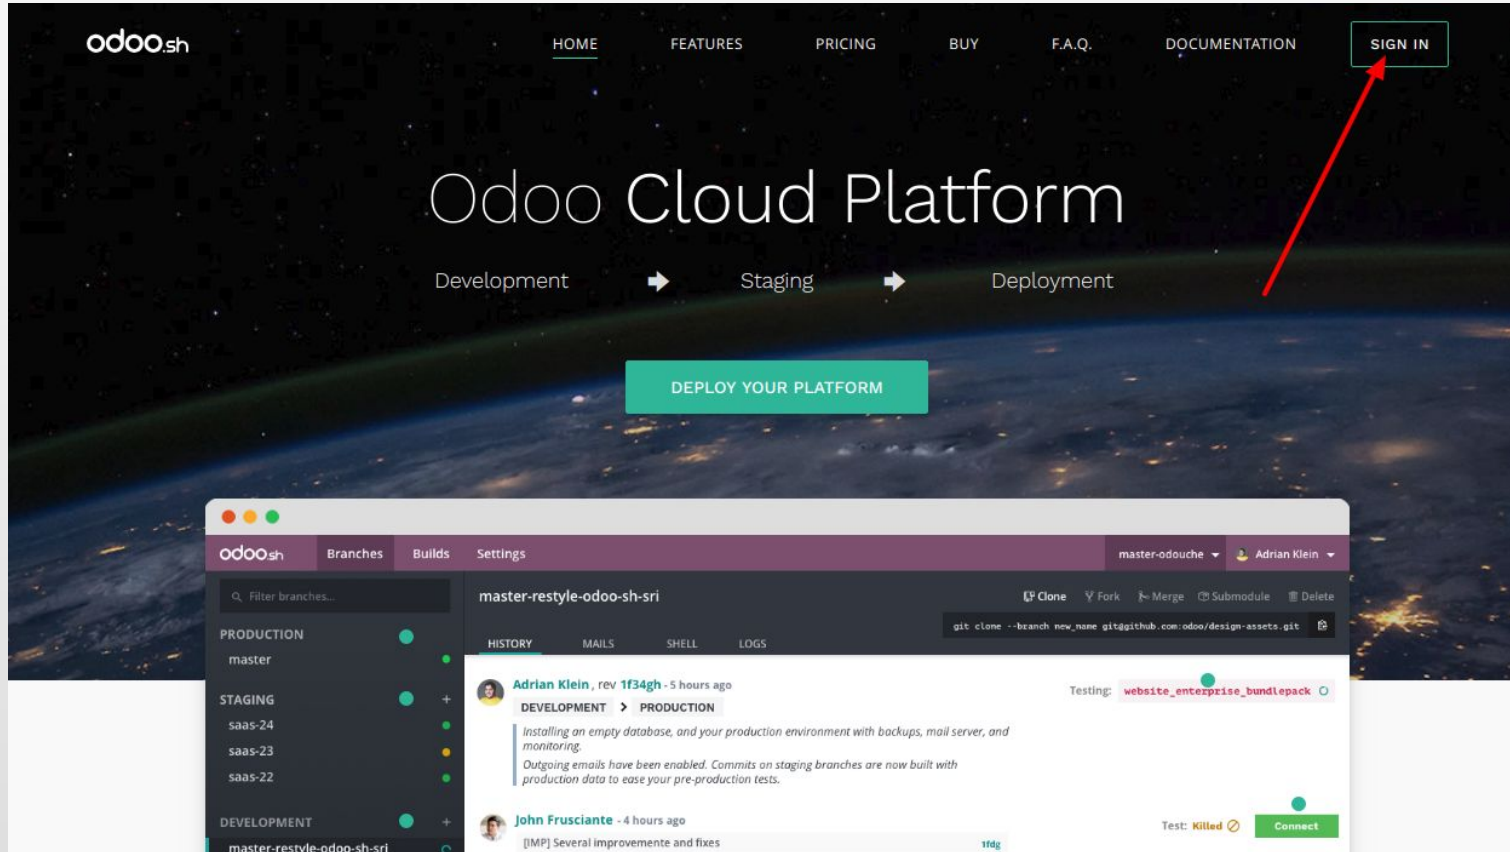 odoo.sh
HOME FEATURES PRICING BUY F.A.Q. DOCUMENTATION SIGN IN
Odoo Cloud Platform
Development Staging Deployment
DEPLOY YOUR PLATFORM
odoo.sh Branches Builds Settings master-odouche Adrian Klein
Filter branches...
PRODUCTION
master
STAGING
saas-24
saas-23
saas-22
DEVELOPMENT
master-restyle-odoo-sh-sri
master-restyle-odoo-sh-sri
Clone Fork Merge Submodule Delete
git clone --branch new_name git@github.com:odoo/design-assets.git
HISTORY MAILS SHELL LOGS
Adrian Klein, rev 1f34gh - 5 hours ago
Testing: website_enterprise_bundlepack
DEVELOPMENT > PRODUCTION
Installing an empty database, and your production environment with backups, mail server, and
monitoring.
Outgoing emails have been enabled. Commits on staging branches are now built with
production data to ease your pre-production tests.
John Frusciante - 4 hours ago
Test: Killed Connect
[IMP] Several improvemente and fixes 1fdg